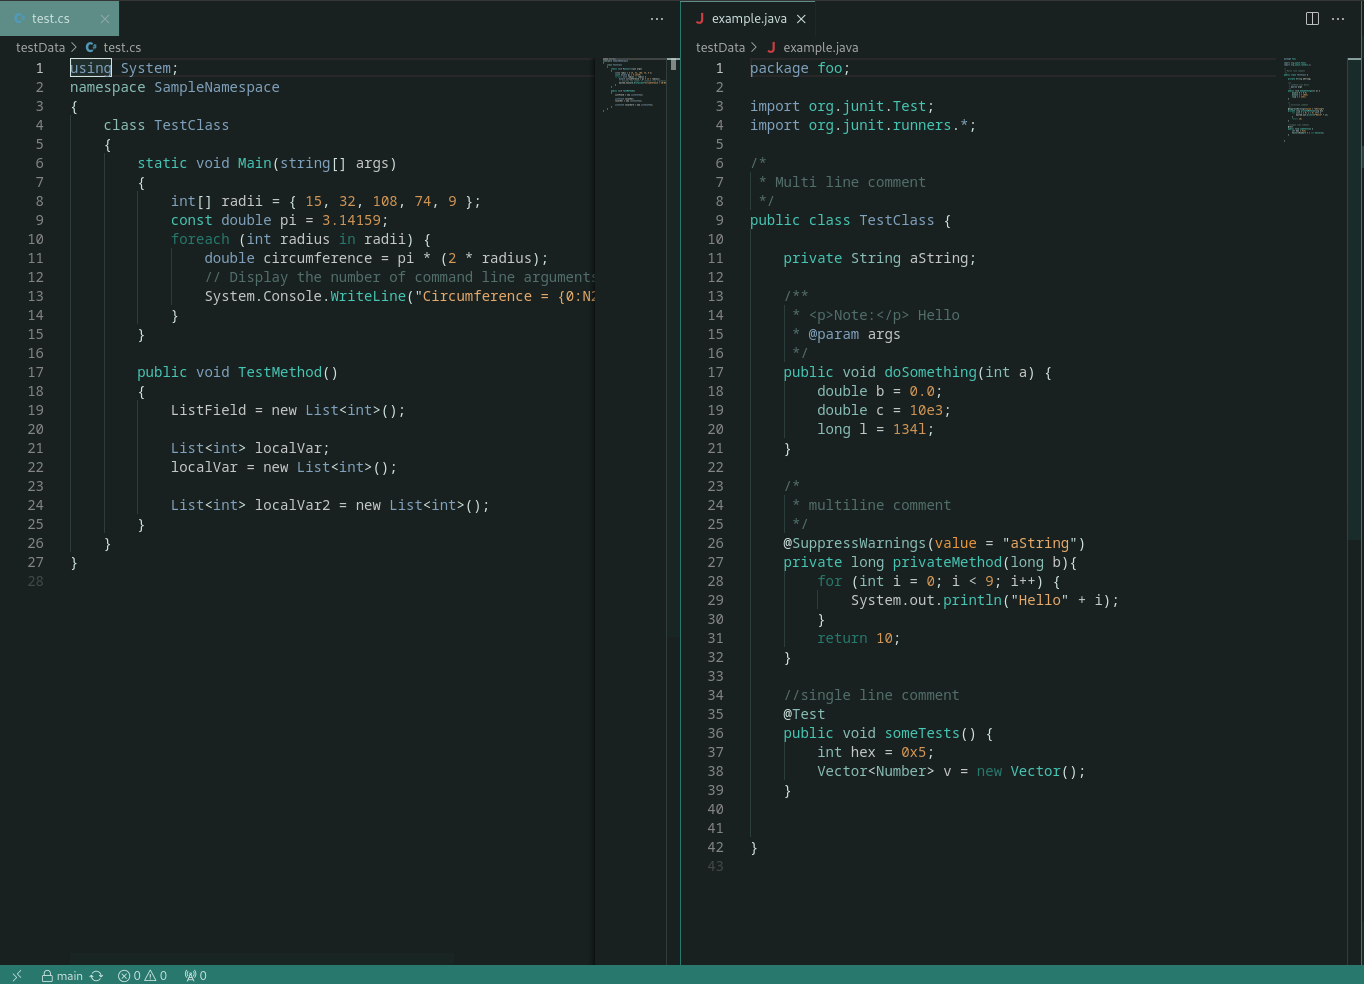 test.cs
testData > test.cs
1 using System;
2 namespace SampleNamespace
3 {
4 class TestClass
5 {
6 static void Main(string[] args)
7 {
8 int[] radii = { 15, 32, 108, 74, 9 };
9 const double pi = 3.14159;
10 foreach (int radius in radii) {
11 double circumference = pi * (2 * radius);
12 // Display the number of command line arguments
13 System.Console.WriteLine("Circumference = {0:N2
14 }
15 }
16
17 public void TestMethod()
18 {
19 ListField = new List<int>();
20
21 List<int> localVar;
22 localVar = new List<int>();
23
24 List<int> localVar2 = new List<int>();
25 }
26 }
27 }
28
example.java
testData > example.java
1 package foo;
2
3 import org.junit.Test;
4 import org.junit.runners.*;
5
6 /*
7 * Multi line comment
8 */
9 public class TestClass {
10
11 private String aString;
12
13 /**
14 * <p>Note:</p> Hello
15 * @param args
16 */
17 public void doSomething(int a) {
18 double b = 0.0;
19 double c = 10e3;
20 long l = 134l;
21 }
22
23 /*
24 * multiline comment
25 */
26 @SuppressWarnings(value = "aString")
27 private long privateMethod(long b){
28 for (int i = 0; i < 9; i++) {
29 System.out.println("Hello" + i);
30 }
31 return 10;
32 }
33
34 //single line comment
35 @Test
36 public void someTests() {
37 int hex = 0x5;
38 Vector<Number> v = new Vector();
39 }
40
41
42 }
43
main 0 0 0